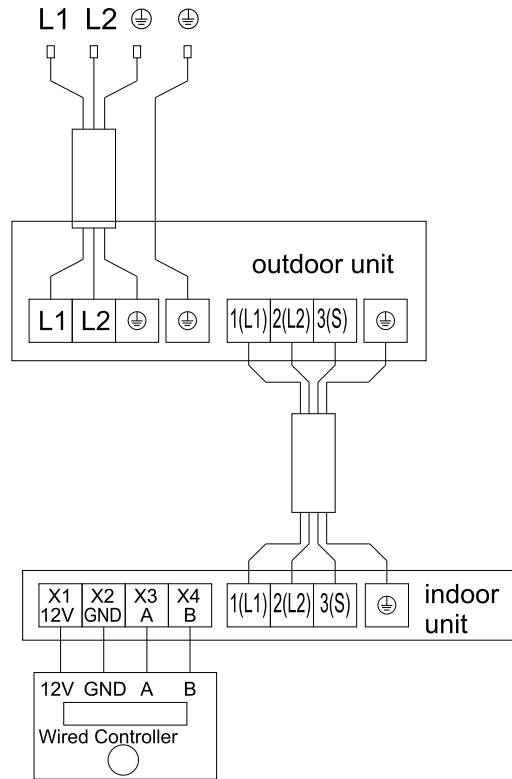 L1 L2 ⏚ ⏚
outdoor unit
L1 L2 ⏚ ⏚ 1(L1) 2(L2) 3(S) ⏚
X1 X2 X3 X4
12V GND A B
1(L1) 2(L2) 3(S) ⏚
indoor
unit
12V GND A B
Wired Controller